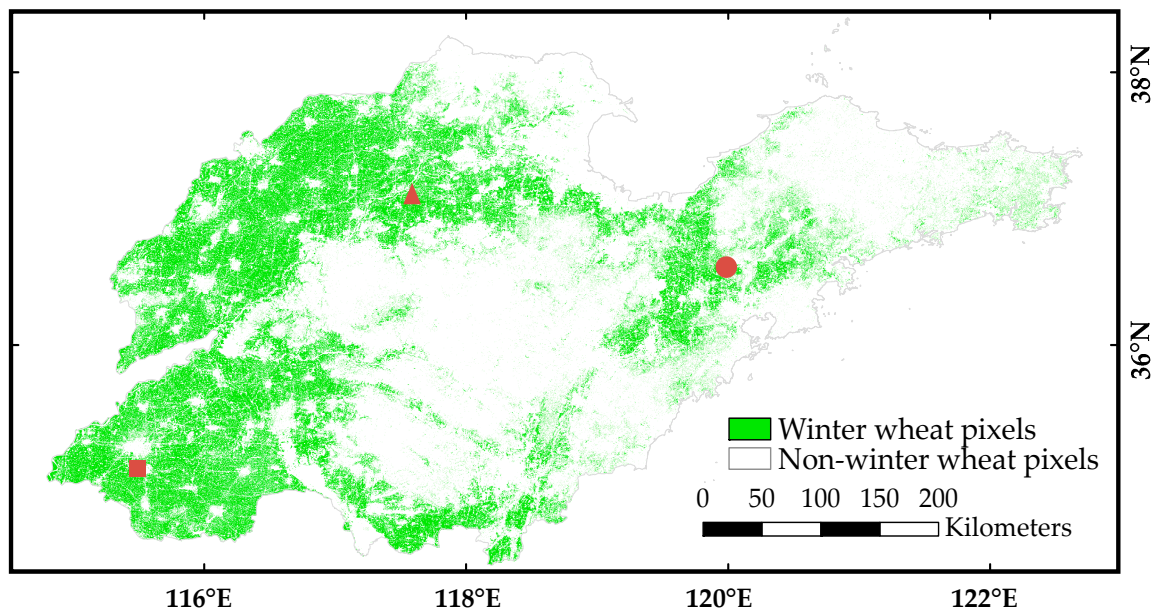 38°N
36°N
Winter wheat pixels
Non-winter wheat pixels
0 50 100 150 200
Kilometers
116°E 118°E 120°E 122°E